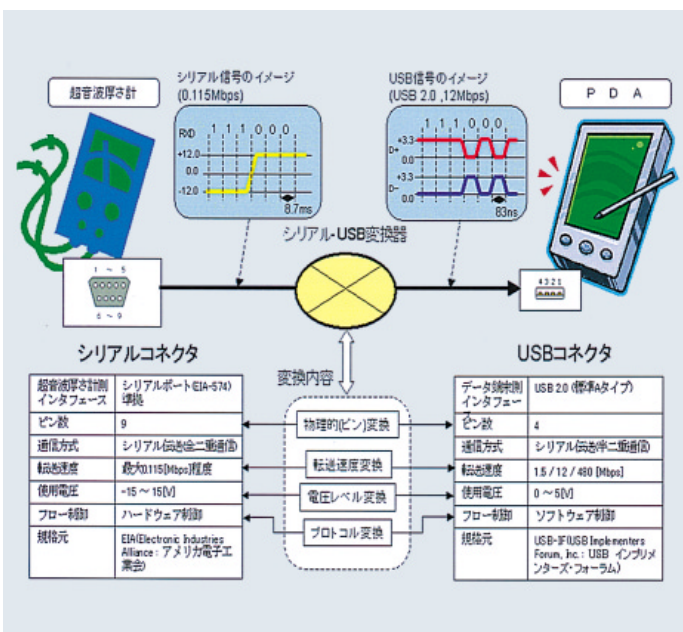 シリアル信号のイメージ
(0.115Mbps)
USB信号のイメージ
(USB 2.0 ,12Mbps)
超音波厚さ計
PDA
RXD
1 1 1 0 0 0
+12.0
0.0
-12.0
8.7ms
1 1 1 0 0 0
+3.3
D+
0.0
+3.3
D-
0.0
83ns
シリアル・USB変換器
1 ~ 5
6 ~ 9
4 3 2 1
シリアルコネクタ
超音波厚さ計側
インタフェース
シリアルポート(EIA-574)
準拠
ピン数
9
通信方式
シリアル伝送(全二重通信)
転送速度
最大0.115[Mbps]程度
使用電圧
-15 ~ 15[V]
フロー制御
ハードウェア制御
規格元
EIA(Electronic Industries
Alliance : アメリカ電子工
業会)
変換内容
物理的(ピン)変換
転送速度変換
電圧レベル変換
プロトコル変換
USBコネクタ
データ端末側
インタフェー
ス
USB 2.0 (標準Aタイプ)
ピン数
4
通信方式
シリアル伝送(半二重通信)
転送速度
1.5 / 12 / 480 [Mbps]
使用電圧
0 ~ 5[V]
フロー制御
ソフトウェア制御
規格元
USB-IF(USB Implementers
Forum, Inc. : USB インプリメ
ンターズ・フォーラム)